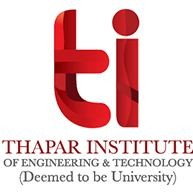 ti
THAPAR INSTITUTE
OF ENGINEERING & TECHNOLOGY
(Deemed to be University)